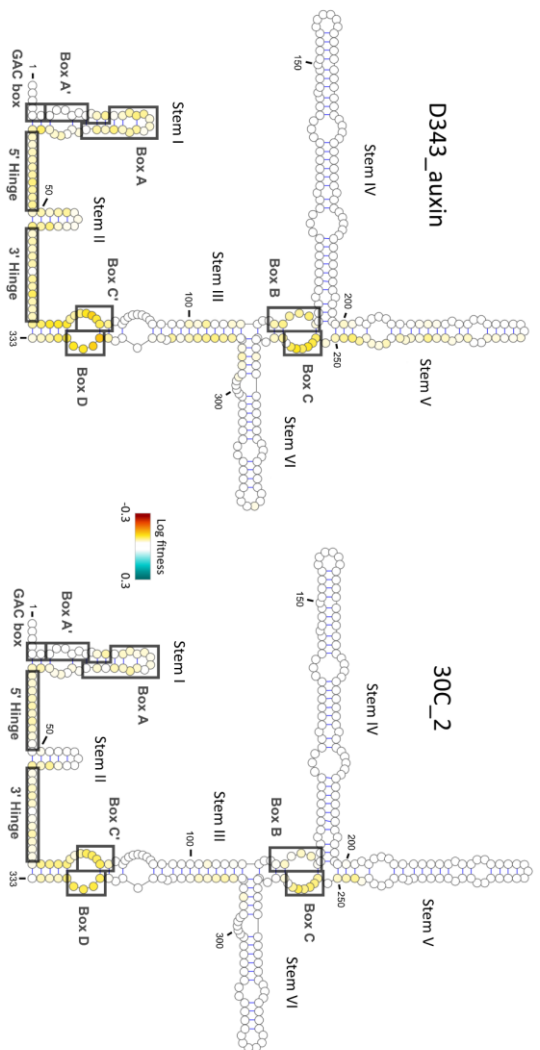 D343_auxin
150
Stem IV
Stem I
Box A'
GAC box
1
Box A
5' Hinge
50
Stem II
3' Hinge
333
Box C'
Box D
100
Stem III
Box B
Box C
200
250
Stem V
300
Stem VI
-0.3
Log fitness
0.3
30C_2
150
Stem IV
Stem I
Box A'
GAC box
1
Box A
5' Hinge
50
Stem II
3' Hinge
333
Box C'
Box D
100
Stem III
Box B
Box C
200
250
Stem V
300
Stem VI